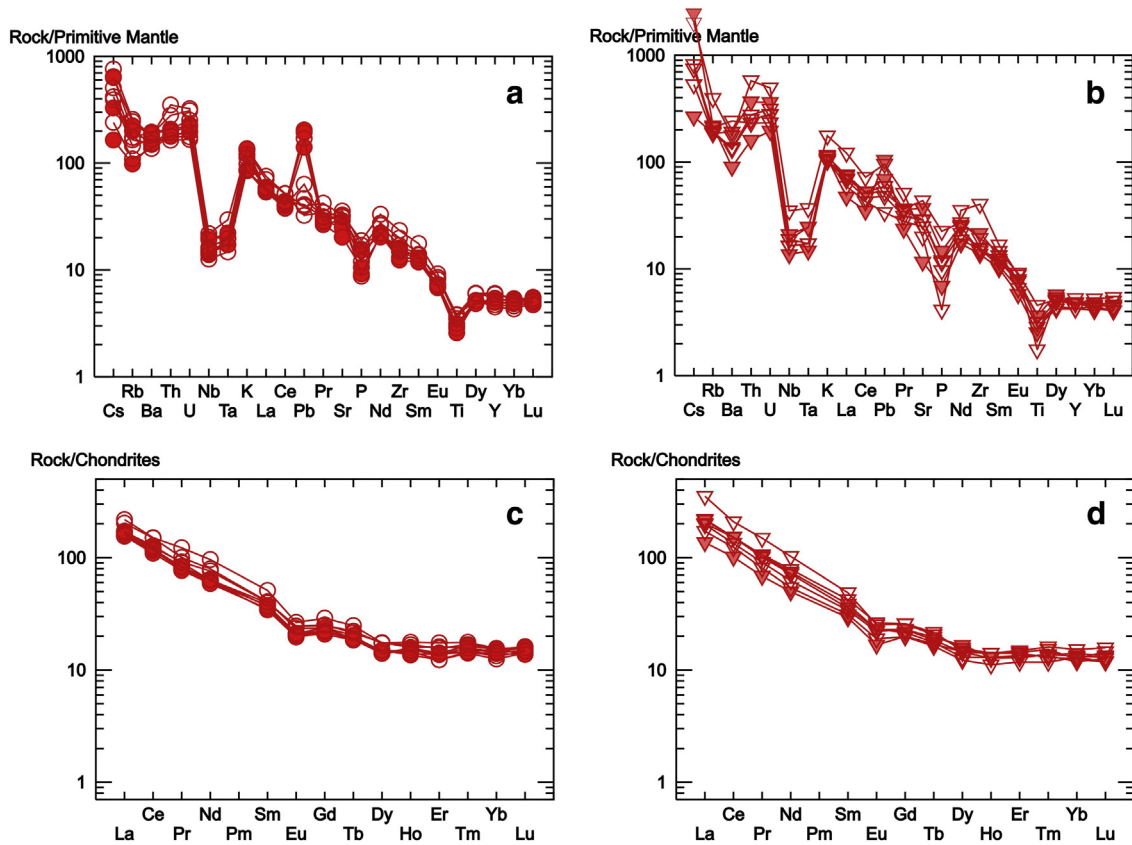 Rock/Primitive Mantle
a
1000
100
10
1
Rb Th Nb K Ce Pr P Zr Eu Dy Yb
Cs Ba U Ta La Pb Sr Nd Sm Ti Y Lu
Rock/Primitive Mantle
b
1000
100
10
1
Rb Th Nb K Ce Pr P Zr Eu Dy Yb
Cs Ba U Ta La Pb Sr Nd Sm Ti Y Lu
Rock/Chondrites
c
100
10
1
Ce Nd Sm Gd Dy Er Yb
La Pr Pm Eu Tb Ho Tm Lu
Rock/Chondrites
d
100
10
1
Ce Nd Sm Gd Dy Er Yb
La Pr Pm Eu Tb Ho Tm Lu